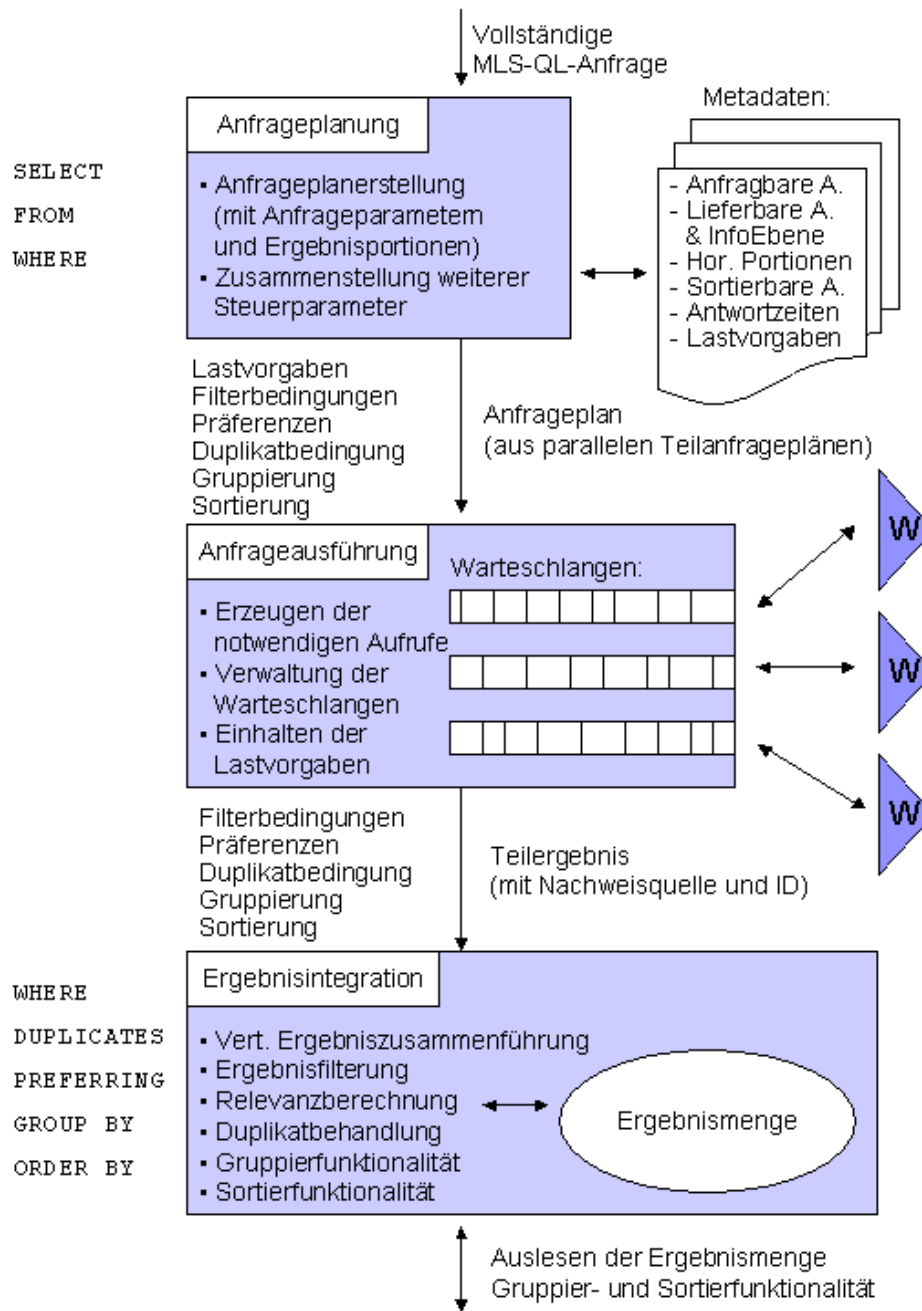 Vollständige
MLS-QL-Anfrage
Anfrageplanung
Metadaten:
SELECT
FROM
WHERE
▪ Anfrageplanerstellung
(mit Anfrageparametern
und Ergebnisportionen)
▪ Zusammenstellung weiterer
Steuerparameter
- Anfragbare A.
- Lieferbare A.
& InfoEbene
- Hor. Portionen
- Sortierbare A.
- Antwortzeiten
- Lastvorgaben
Lastvorgaben
Filterbedingungen
Präferenzen
Duplikatbedingung
Gruppierung
Sortierung
Anfrageplan
(aus parallelen Teilanfrageplänen)
Anfrageausführung
Warteschlangen:
▪ Erzeugen der
notwendigen Aufrufe
▪ Verwaltung der
Warteschlangen
▪ Einhalten der
Lastvorgaben
W
W
W
Filterbedingungen
Präferenzen
Duplikatbedingung
Gruppierung
Sortierung
Teilergebnis
(mit Nachweisquelle und ID)
Ergebnisintegration
WHERE
DUPLICATES
PREFERRING
GROUP BY
ORDER BY
▪ Vert. Ergebniszusammenführung
▪ Ergebnisfilterung
▪ Relevanzberechnung
▪ Duplikatbehandlung
▪ Gruppierfunktionalität
▪ Sortierfunktionalität
Ergebnismenge
Auslesen der Ergebnismenge
Gruppier- und Sortierfunktionalität